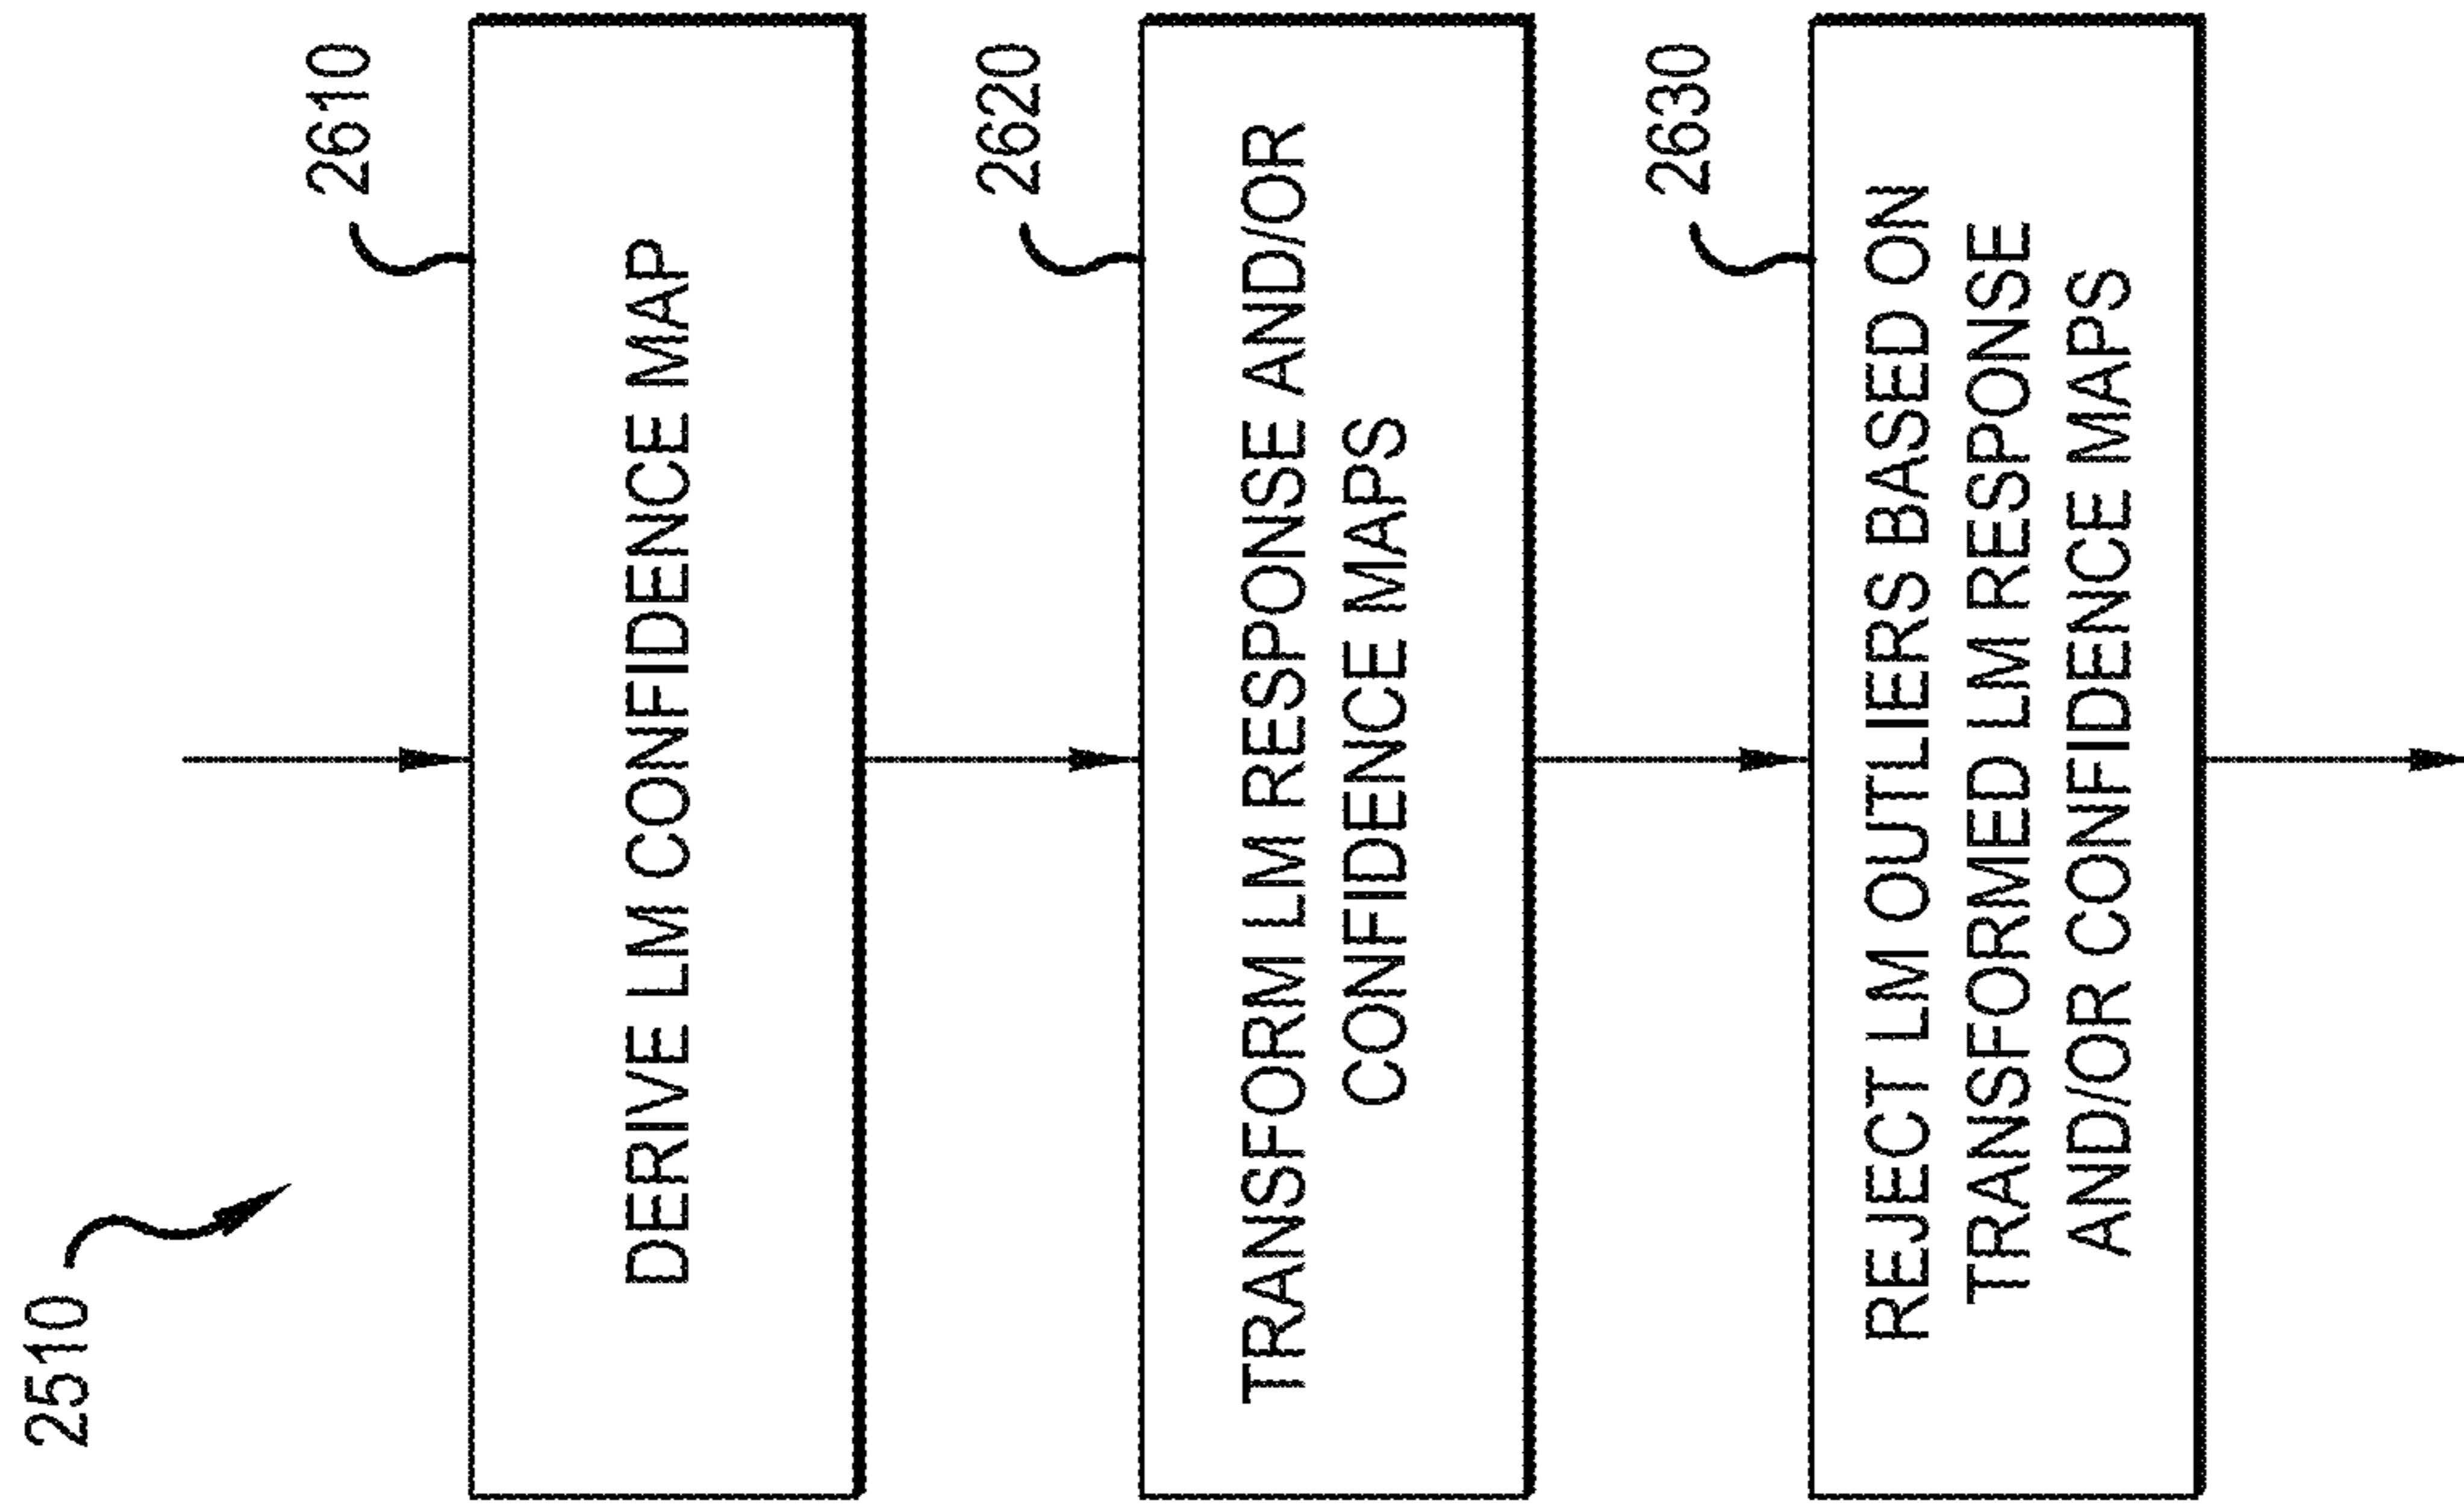 2510
2610
DERIVE LM CONFIDENCE MAP
2620
TRANSFORM LM RESPONSE AND/OR
CONFIDENCE MAPS
2630
REJECT LM OUTLIERS BASED ON
TRANSFORMED LM RESPONSE
AND/OR CONFIDENCE MAPS